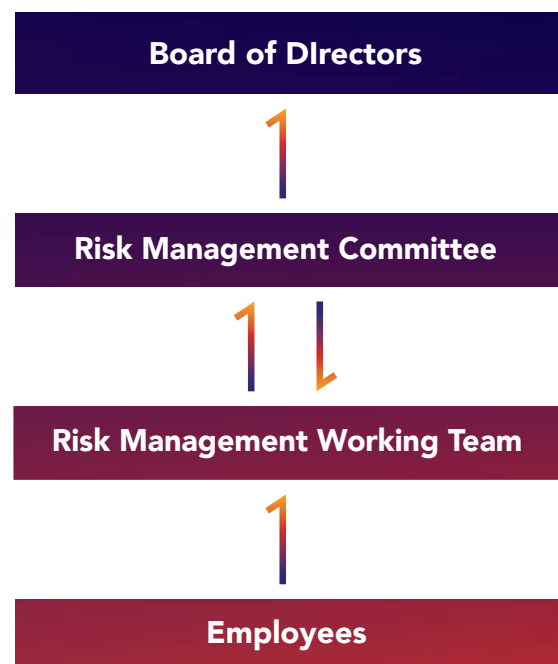 Board of DIrectors
Risk Management Committee
Risk Management Working Team
Employees